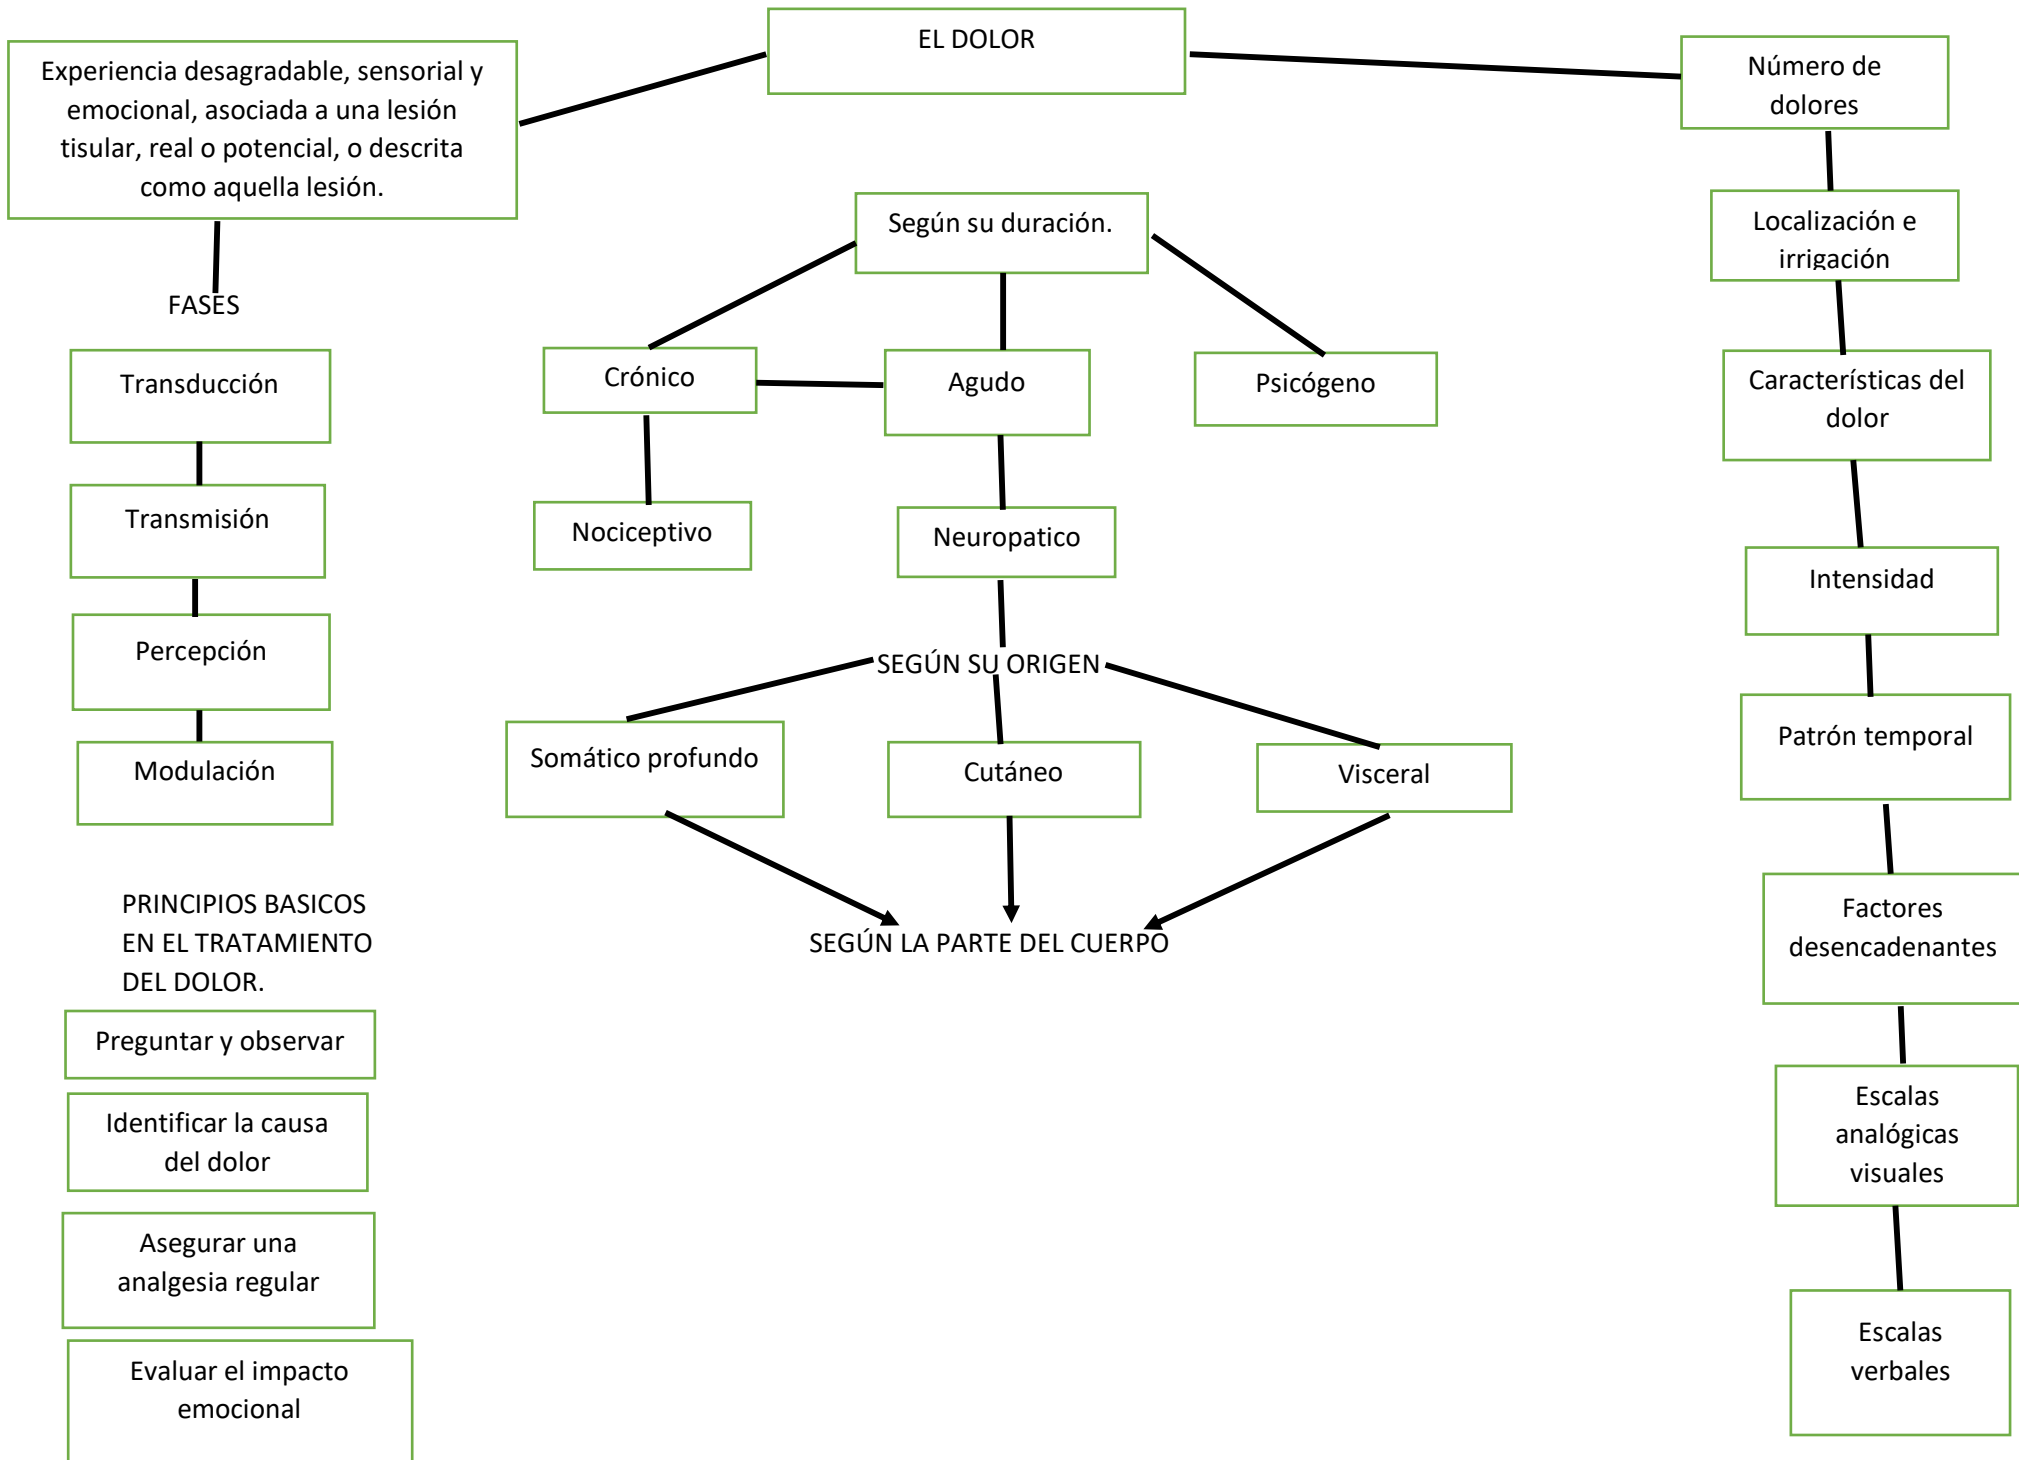 EL DOLOR
Experiencia desagradable, sensorial y
emocional, asociada a una lesión
tisular, real o potencial, o descrita
como aquella lesión.
FASES
Transducción
Transmisión
Percepción
Modulación
PRINCIPIOS BASICOS
EN EL TRATAMIENTO
DEL DOLOR.
Preguntar y observar
Identificar la causa
del dolor
Asegurar una
analgesia regular
Evaluar el impacto
emocional
Según su duración.
Crónico
Agudo
Psicógeno
Nociceptivo
Neuropatico
SEGÚN SU ORIGEN
Somático profundo
Cutáneo
Visceral
SEGÚN LA PARTE DEL CUERPO
Número de
dolores
Localización e
irrigación
Características del
dolor
Intensidad
Patrón temporal
Factores
desencadenantes
Escalas
analógicas
visuales
Escalas
verbales